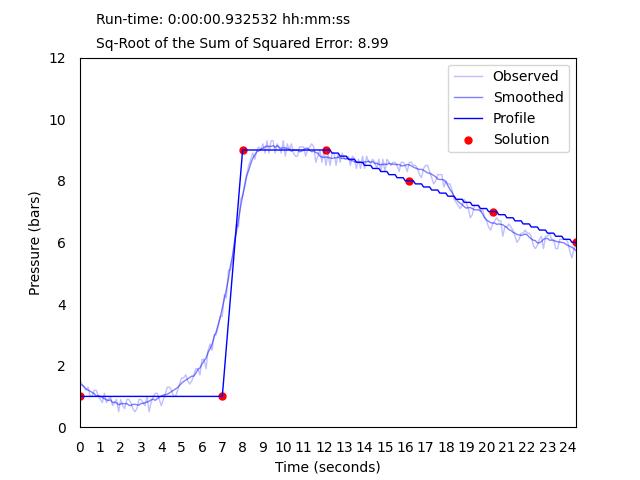 Run-time: 0:00:00.932532 hh:mm:ss
Sq-Root of the Sum of Squared Error: 8.99
12
10
8
6
4
2
0
Pressure (bars)
Observed
Smoothed
Profile
Solution
0 1 2 3 4 5 6 7 8 9 10 11 12 13 14 15 16 17 18 19 20 21 22 23 24
Time (seconds)